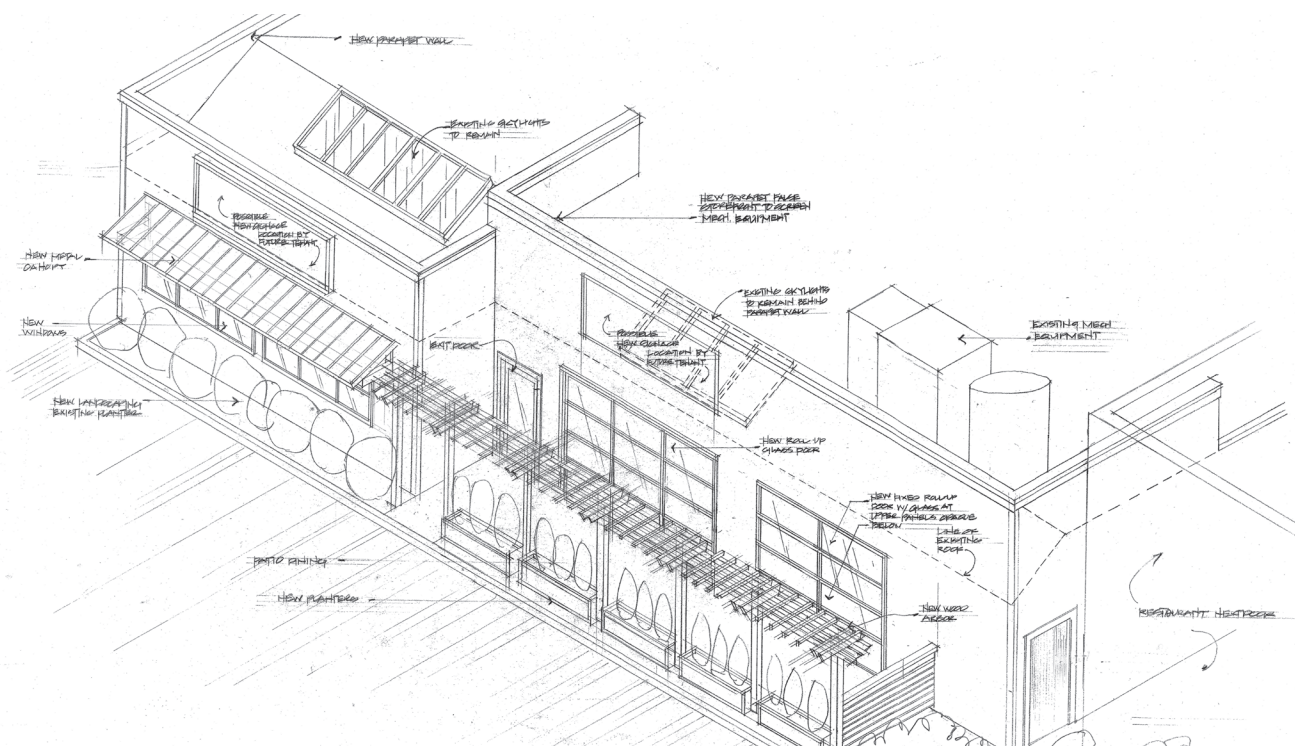 NEW PARAPET WALL
EXISTING SKYLIGHTS
TO REMAIN
NEW PARAPET FALSE
STOREFRONT TO SCREEN
MECH. EQUIPMENT
POSSIBLE
NEW SIGNAGE
LOCATION BY
FUTURE TENANT
NEW METAL
CANOPY
EXISTING SKYLIGHTS
TO REMAIN BEHIND
PARAPET WALL
NEW
WINDOWS
EXISTING MECH
EQUIPMENT
POSSIBLE
NEW SIGNAGE
LOCATION BY
FUTURE TENANT
DOOR
NEW LANDSCAPING
EXISTING PLANTER
NEW ROLL UP
GLASS DOOR
NEW FIXED ROLLUP
DOOR W/ GLASS AT
UPPER PANELS OPAQUE
BELOW
LINE OF
EXISTING
ROOF
PATIO DINING
NEW PLANTERS
NEW WOOD
ARBOR
RESTAURANT NEXTDOOR